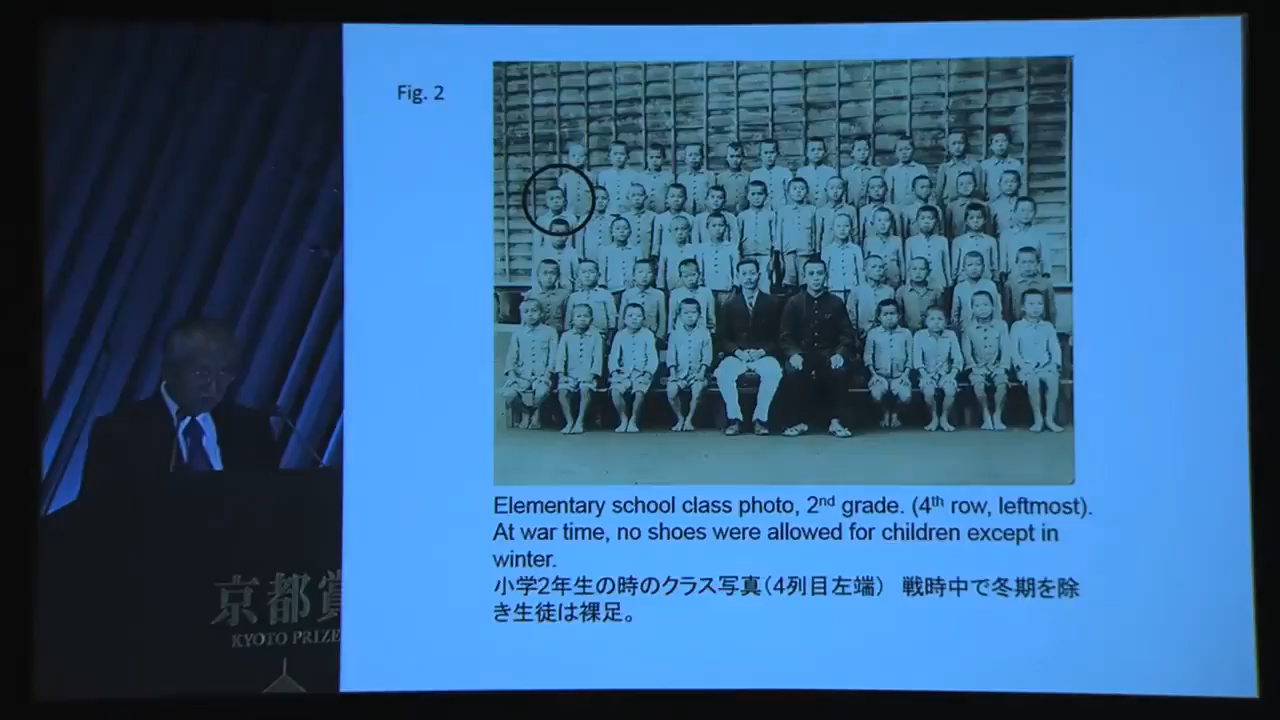 Fig. 2
Elementary school class photo, 2nd grade. (4th row, leftmost).
At war time, no shoes were allowed for children except in
winter.
小学2年生の時のクラス写真(4列目左端) 戦時中で冬期を除
き生徒は裸足。
京都賞
KYOTO PRIZE